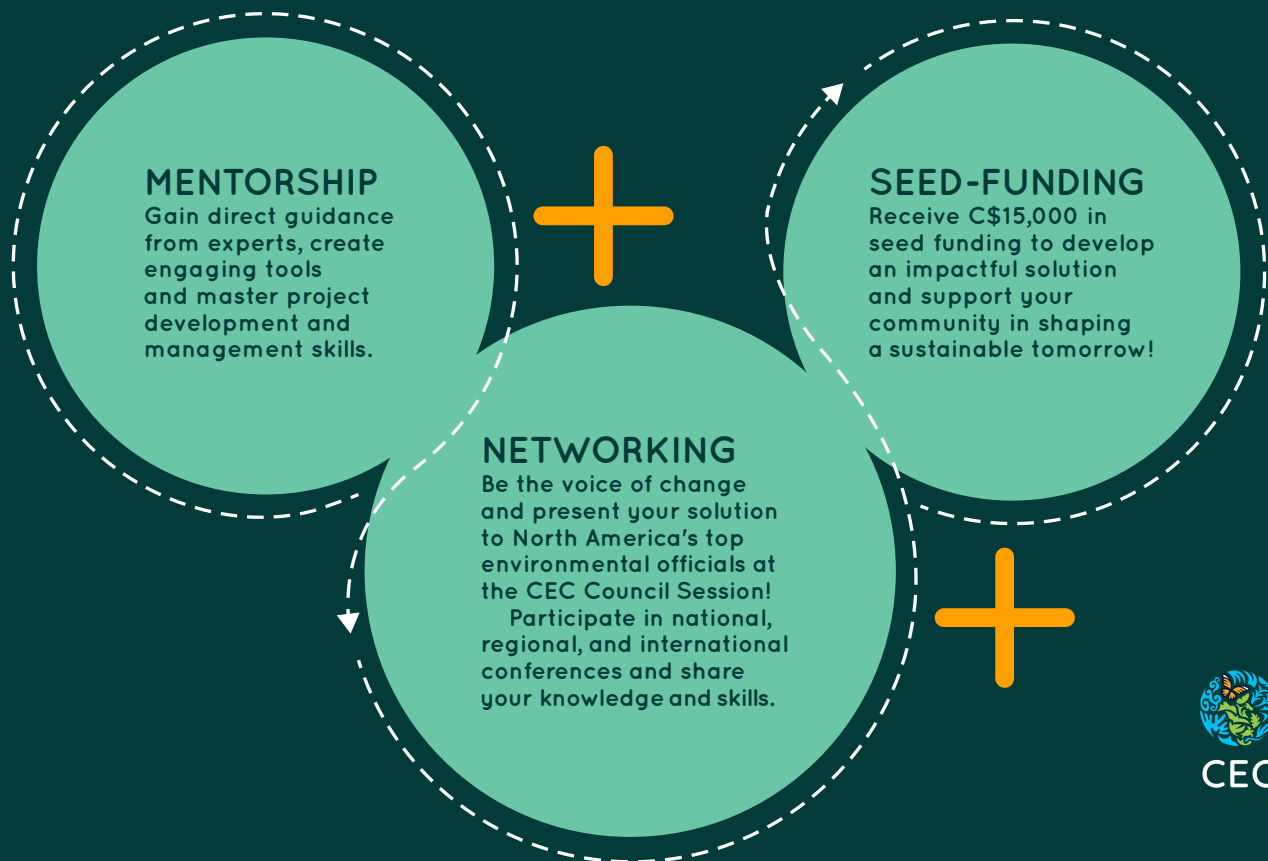 MENTORSHIP
Gain direct guidance
from experts, create
engaging tools
and master project
development and
management skills.
NETWORKING
Be the voice of change
and present your solution
to North America's top
environmental officials at
the CEC Council Session!
Participate in national,
regional, and international
conferences and share
your knowledge and skills.
SEED-FUNDING
Receive C$15,000 in
seed funding to develop
an impactful solution
and support your
community in shaping
a sustainable tomorrow!
CEC